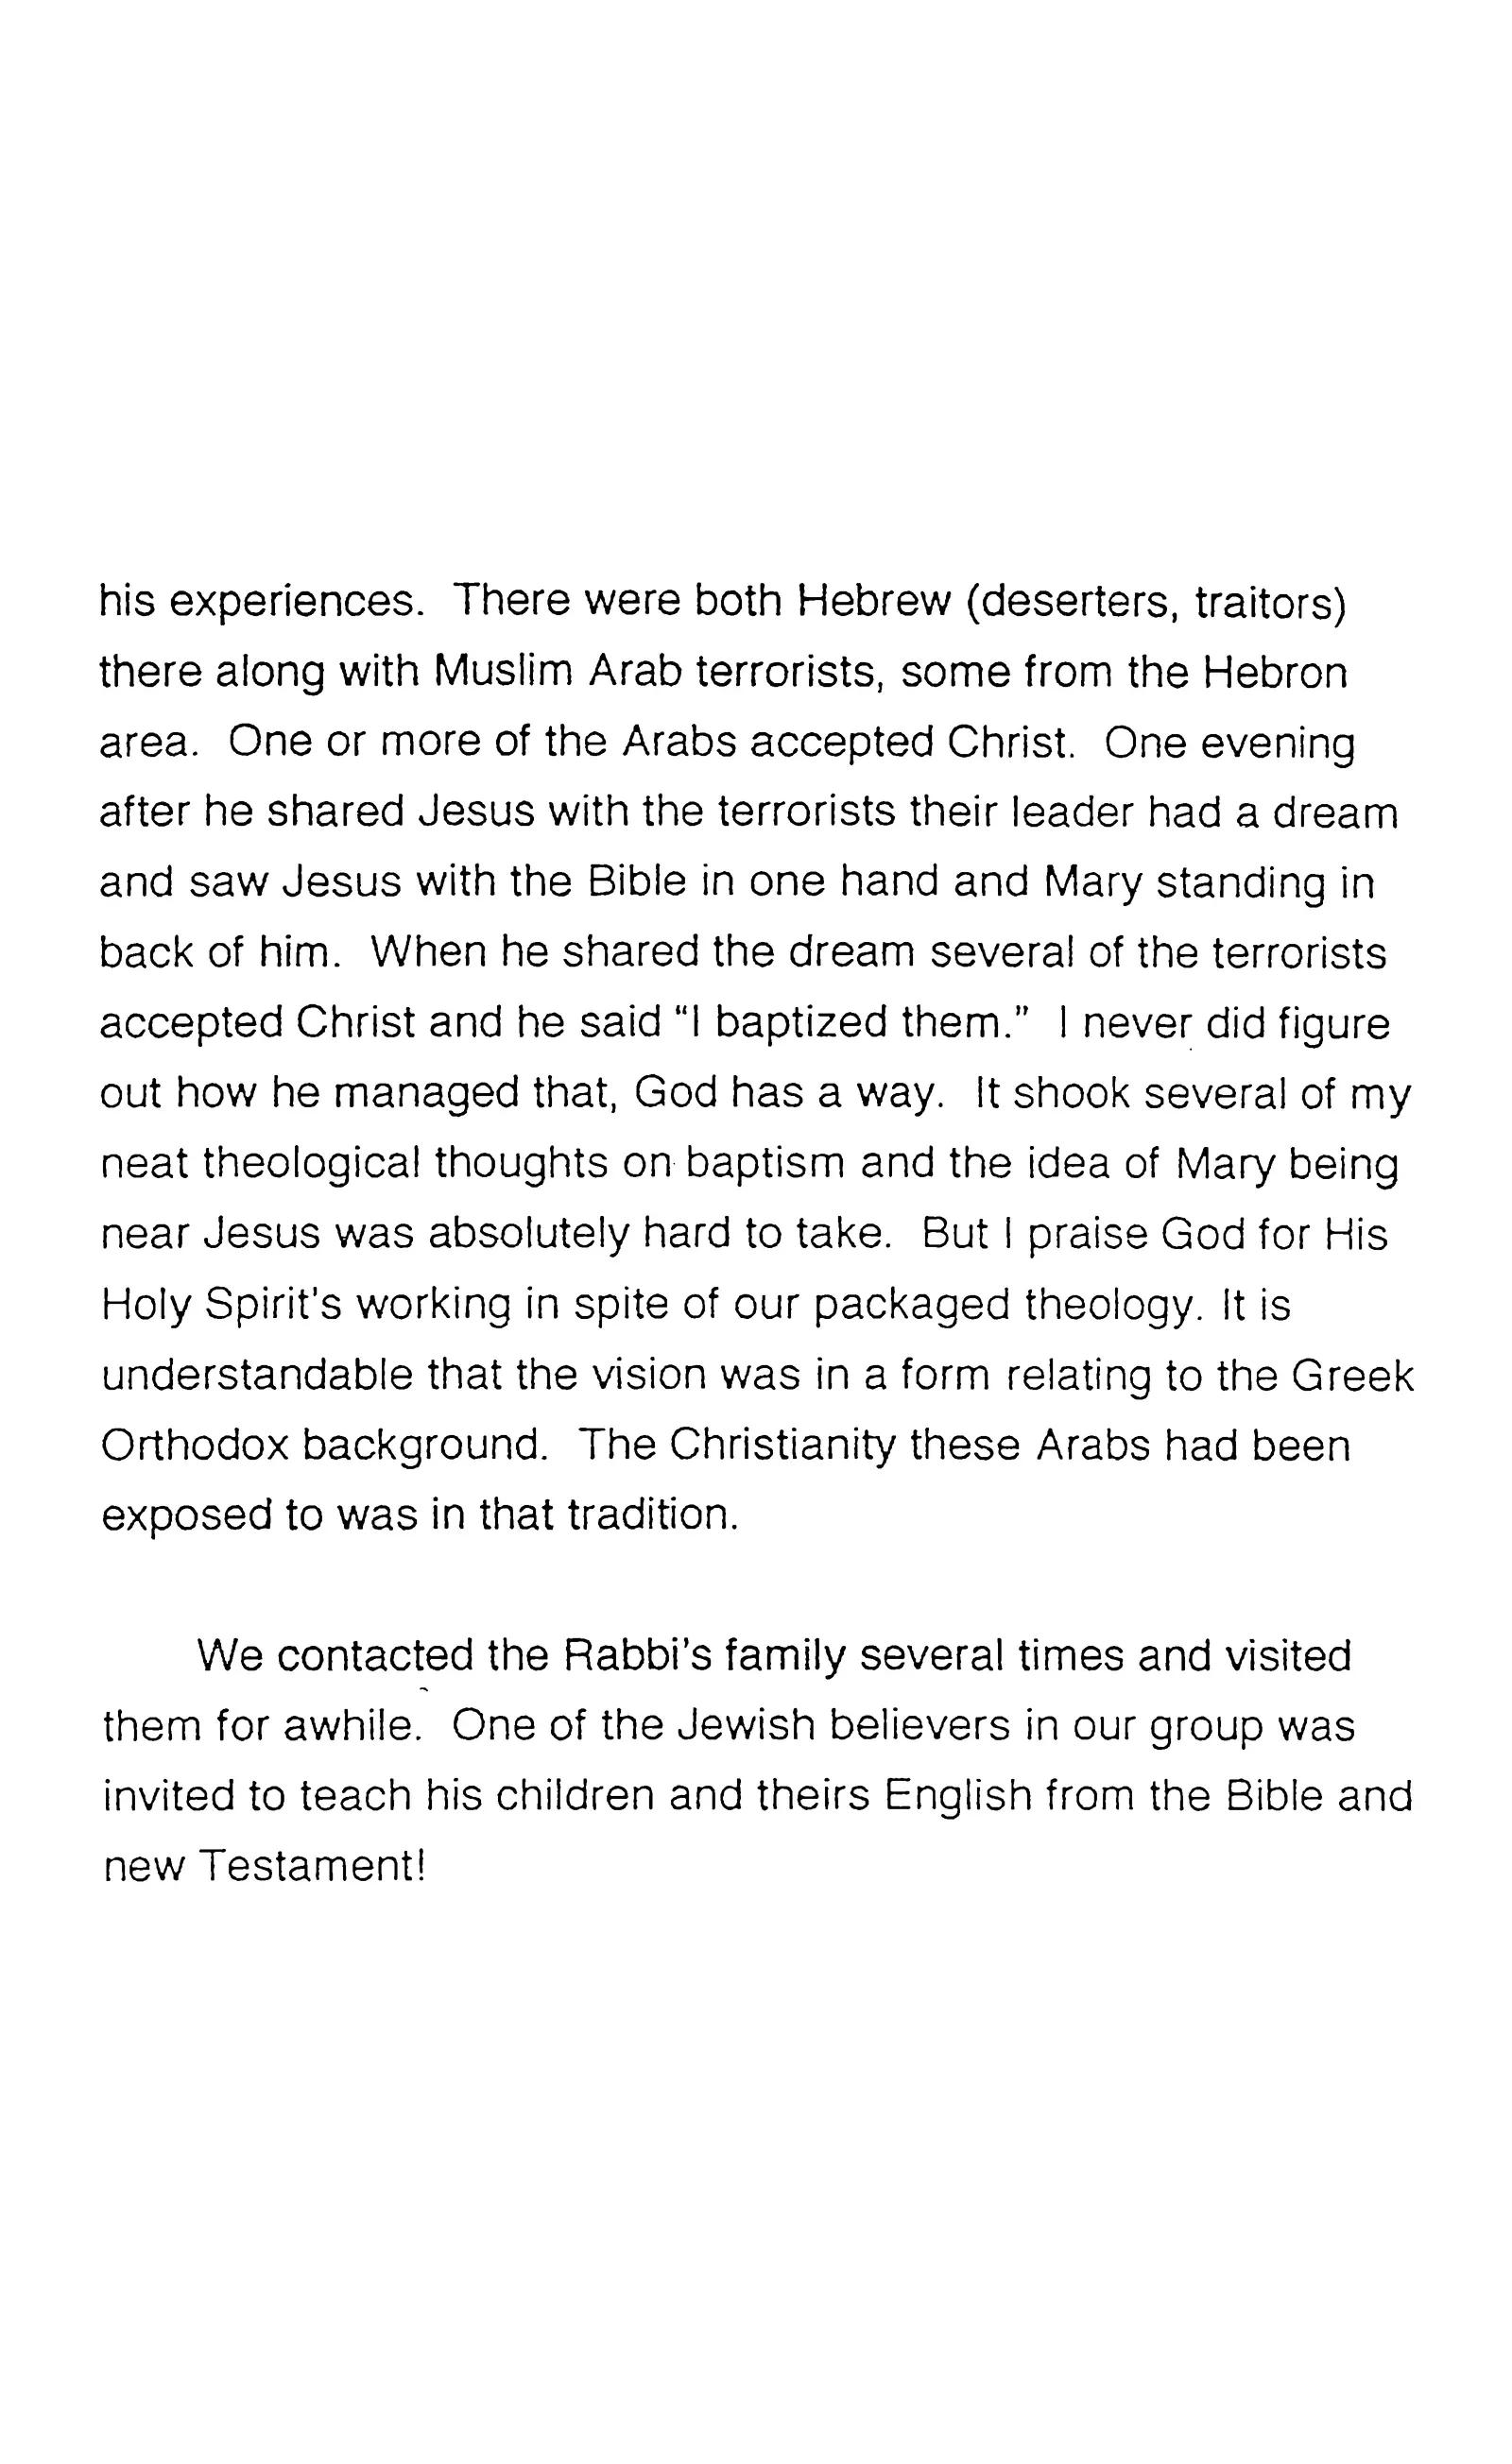 his experiences. There were both Hebrew (deserters, traitors)
there along with Muslim Arab terrorists, some from the Hebron
area. One or more of the Arabs accepted Christ. One evening
after he shared Jesus with the terrorists their leader had a dream
and saw Jesus with the Bible in one hand and Mary standing in
back of him. When he shared the dream several of the terrorists
accepted Christ and he said “I baptized them.” I never did figure
out how he managed that, God has a way. It shook several of my
neat theological thoughts on baptism and the idea of Mary being
near Jesus was absolutely hard to take. But I praise God for His
Holy Spirit's working in spite of our packaged theology. It is
understandable that the vision was in a form relating to the Greek
Orthodox background. The Christianity these Arabs had been
exposed to was in that tradition.
We contacted the Rabbi’s family several times and visited
them for awhile. One of the Jewish believers in our group was
invited to teach his children and theirs English from the Bible and
new Testament!